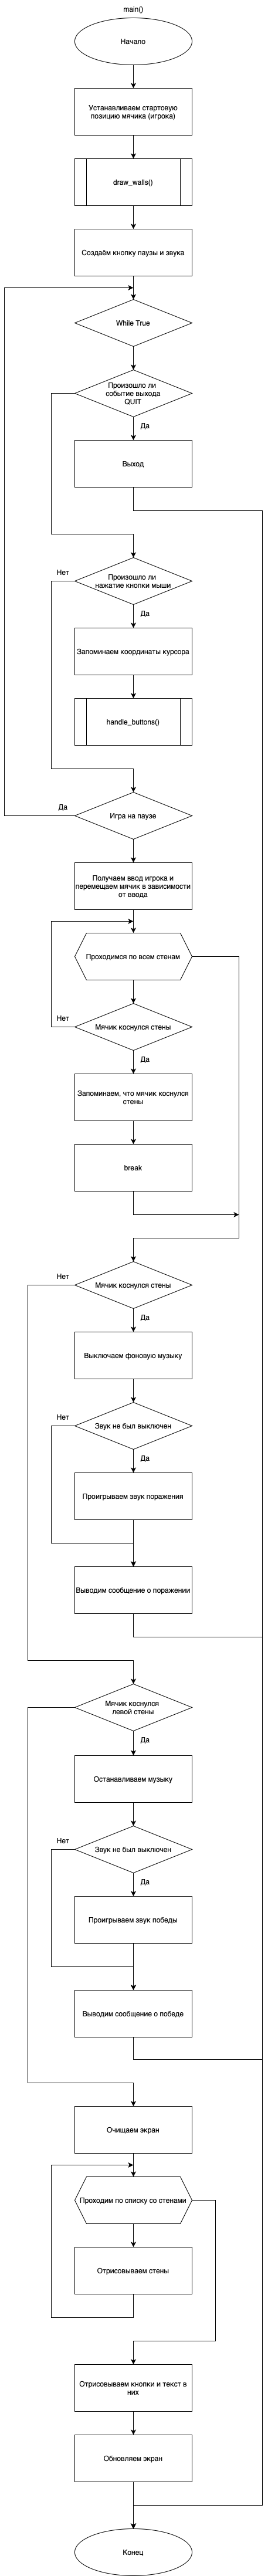 main()
Начало
Устанавливаем стартовую
позицию мячика (игрока)
draw_walls()
Создаём кнопку паузы и звука
While True
Произошло ли
событие выхода
QUIT
Да
Выход
Нет
Произошло ли
нажатие кнопки мыши
Да
Запоминаем координаты курсора
handle_buttons()
Да
Игра на паузе
Получаем ввод игрока и
перемещаем мячик в зависимости
от ввода
Проходимся по всем стенам
Нет
Мячик коснулся стены
Да
Запоминаем, что мячик коснулся
стены
break
Нет
Мячик коснулся стены
Да
Выключаем фоновую музыку
Нет
Звук не был выключен
Да
Проигрываем звук поражения
Выводим сообщение о поражении
Мячик коснулся
левой стены
Да
Останавливаем музыку
Нет
Звук не был выключен
Да
Проигрываем звук победы
Выводим сообщение о победе
Очищаем экран
Проходим по списку со стенами
Отрисовываем стены
Отрисовываем кнопки и текст в
них
Обновляем экран
Конец